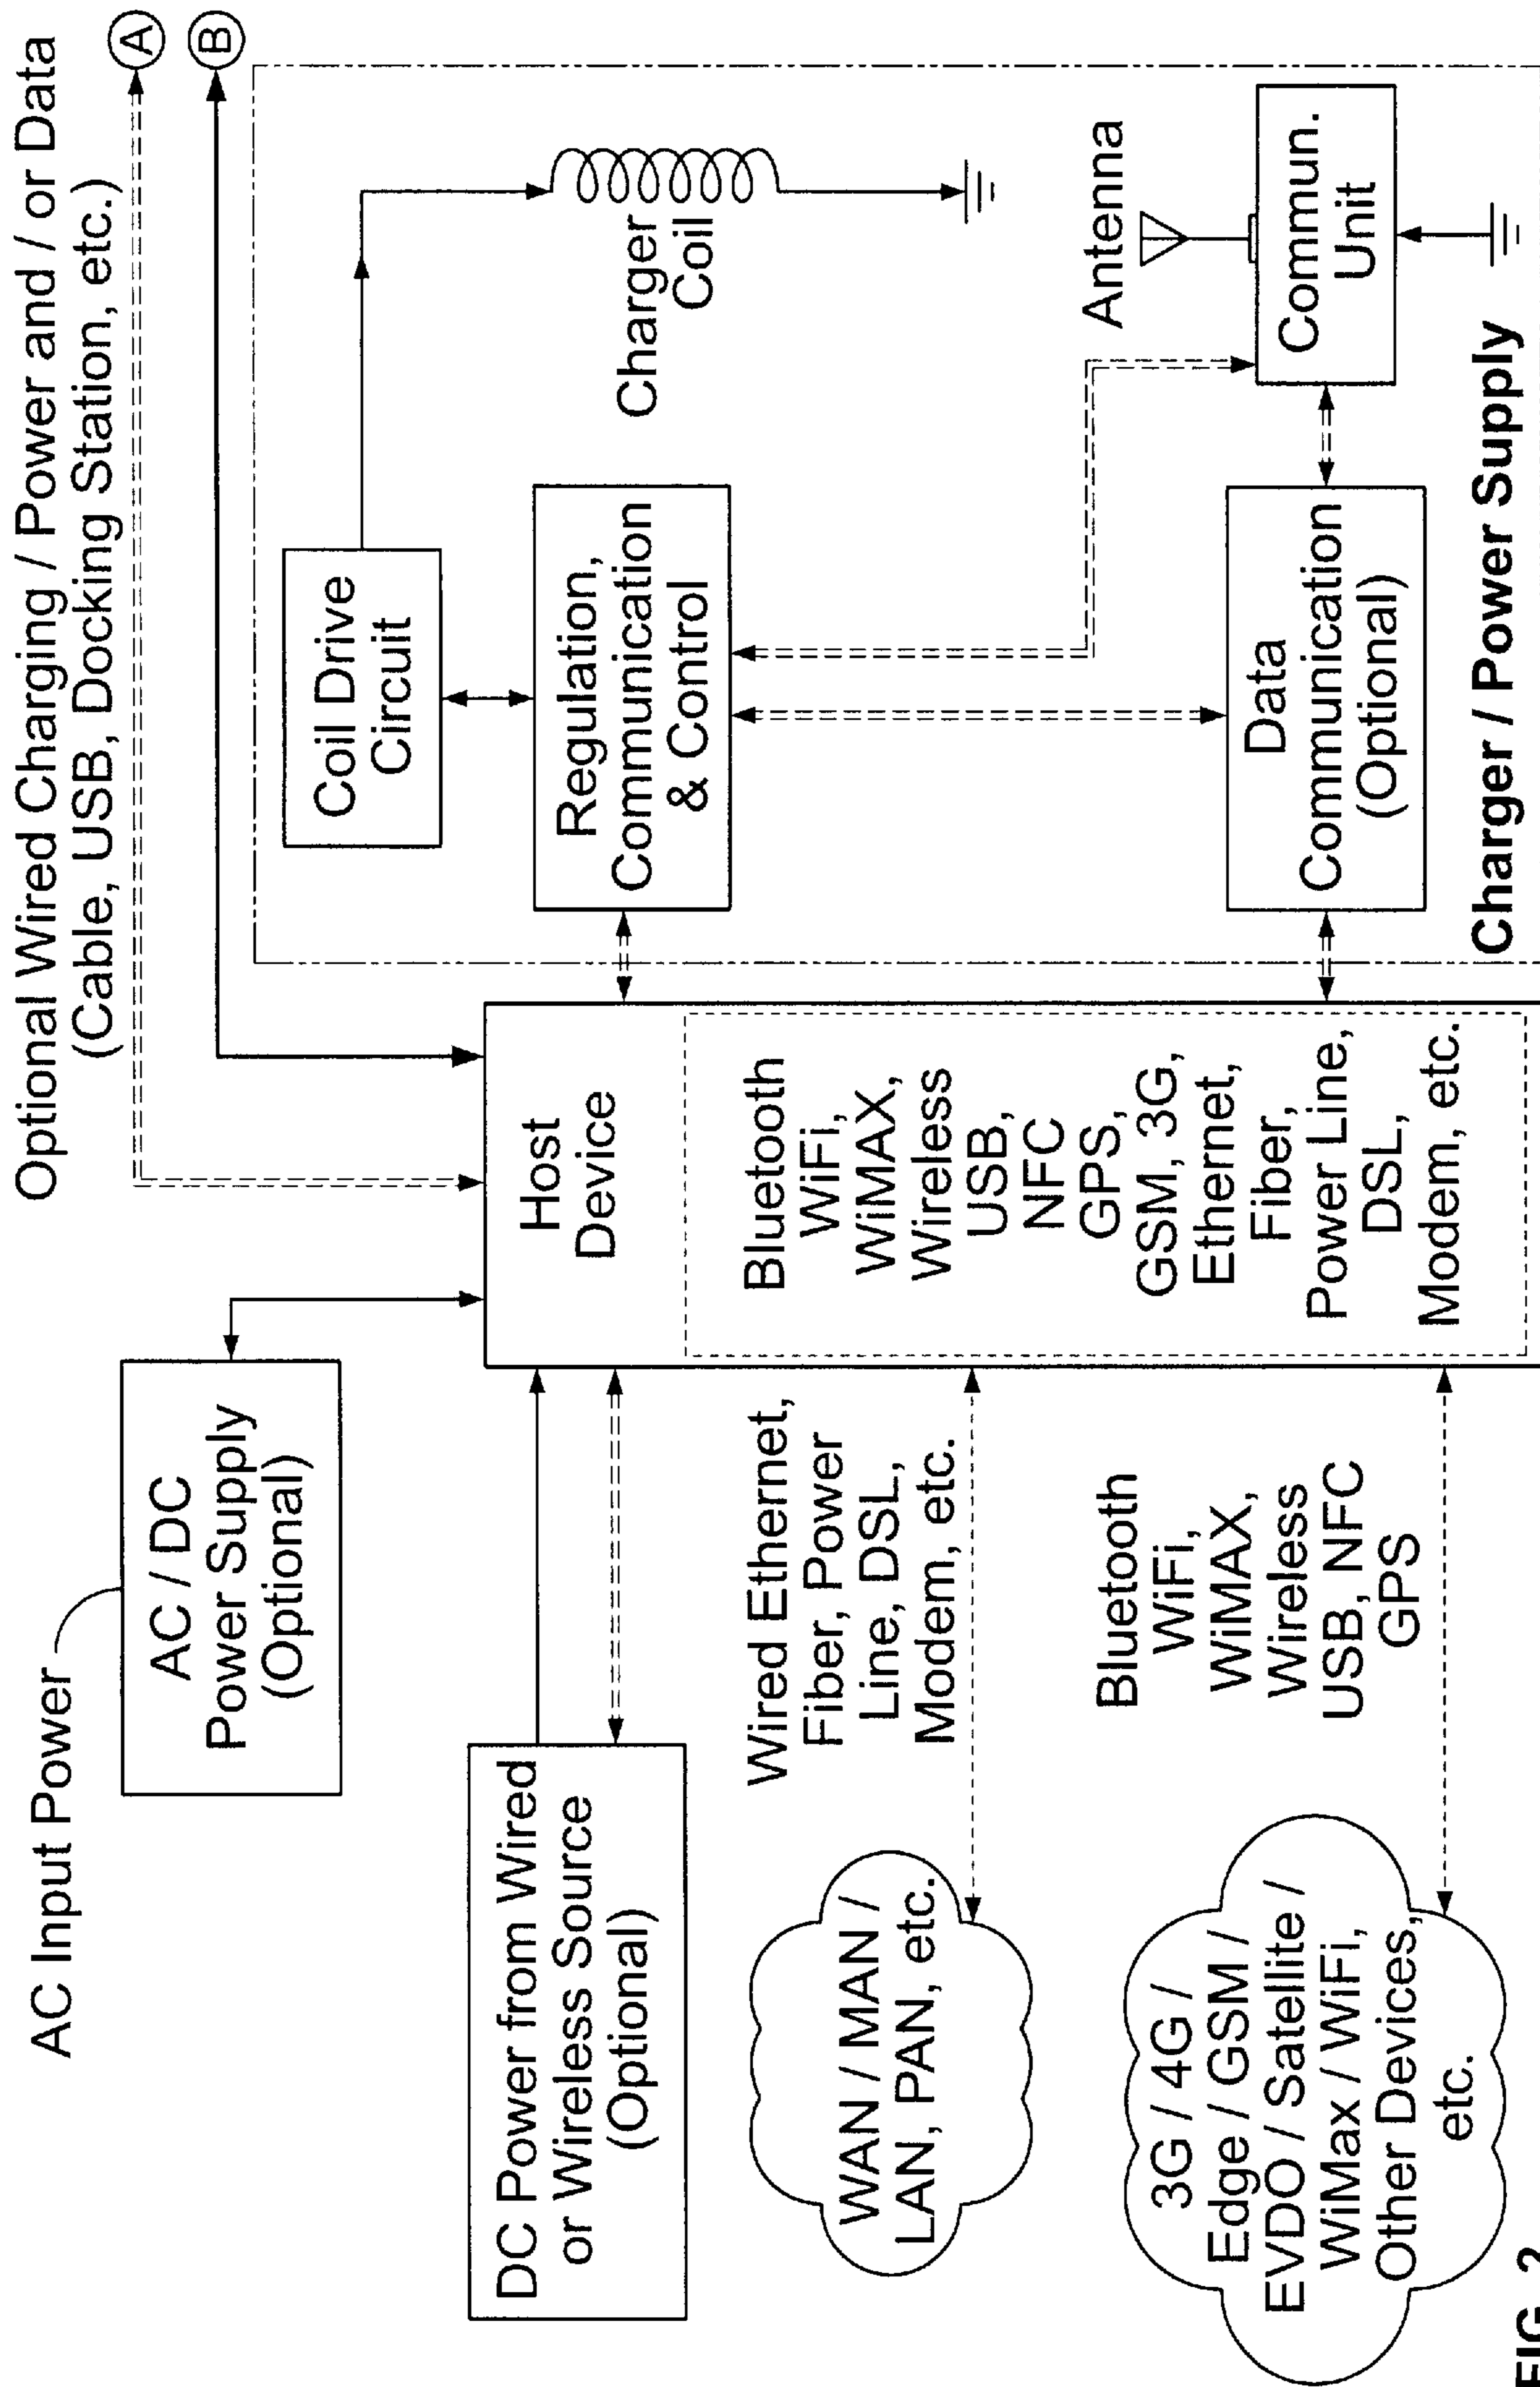 AC Input Power
AC / DC
Power Supply
(Optional)
DC Power from Wired
or Wireless Source
(Optional)
WAN / MAN /
LAN, PAN, etc.
3G / 4G /
Edge / GSM /
EVDO / Satellite /
WiMax / WiFi,
Other Devices,
etc.
Wired Ethernet,
Fiber, Power
Line, DSL,
Modem, etc.
Bluetooth
WiFi,
WiMAX,
Wireless
USB, NFC
GPS
Host
Device
Bluetooth
WiFi,
WiMAX,
Wireless
USB,
NFC
GPS,
GSM, 3G,
Ethernet,
Fiber,
Power Line,
DSL,
Modem, etc.
Optional Wired Charging / Power and / or Data
(Cable, USB, Docking Station, etc.)
A
B
Coil Drive
Circuit
Regulation,
Communication
& Control
Charger
Coil
Data
Communication
(Optional)
Antenna
Commun.
Unit
Charger / Power Supply
FIG. 2